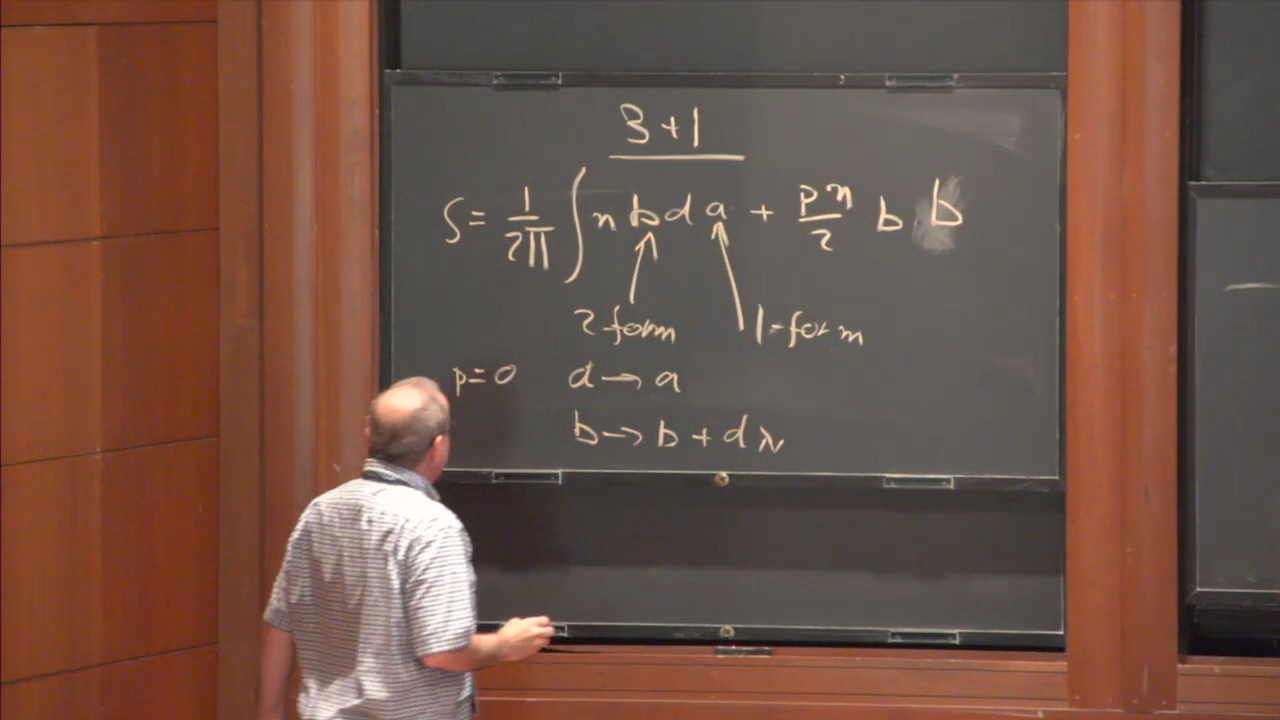 3+1
S = 1/2π ∫ n b d a + pn/2 b b
2-form 1-form
p=0 a → a
b → b + dλ